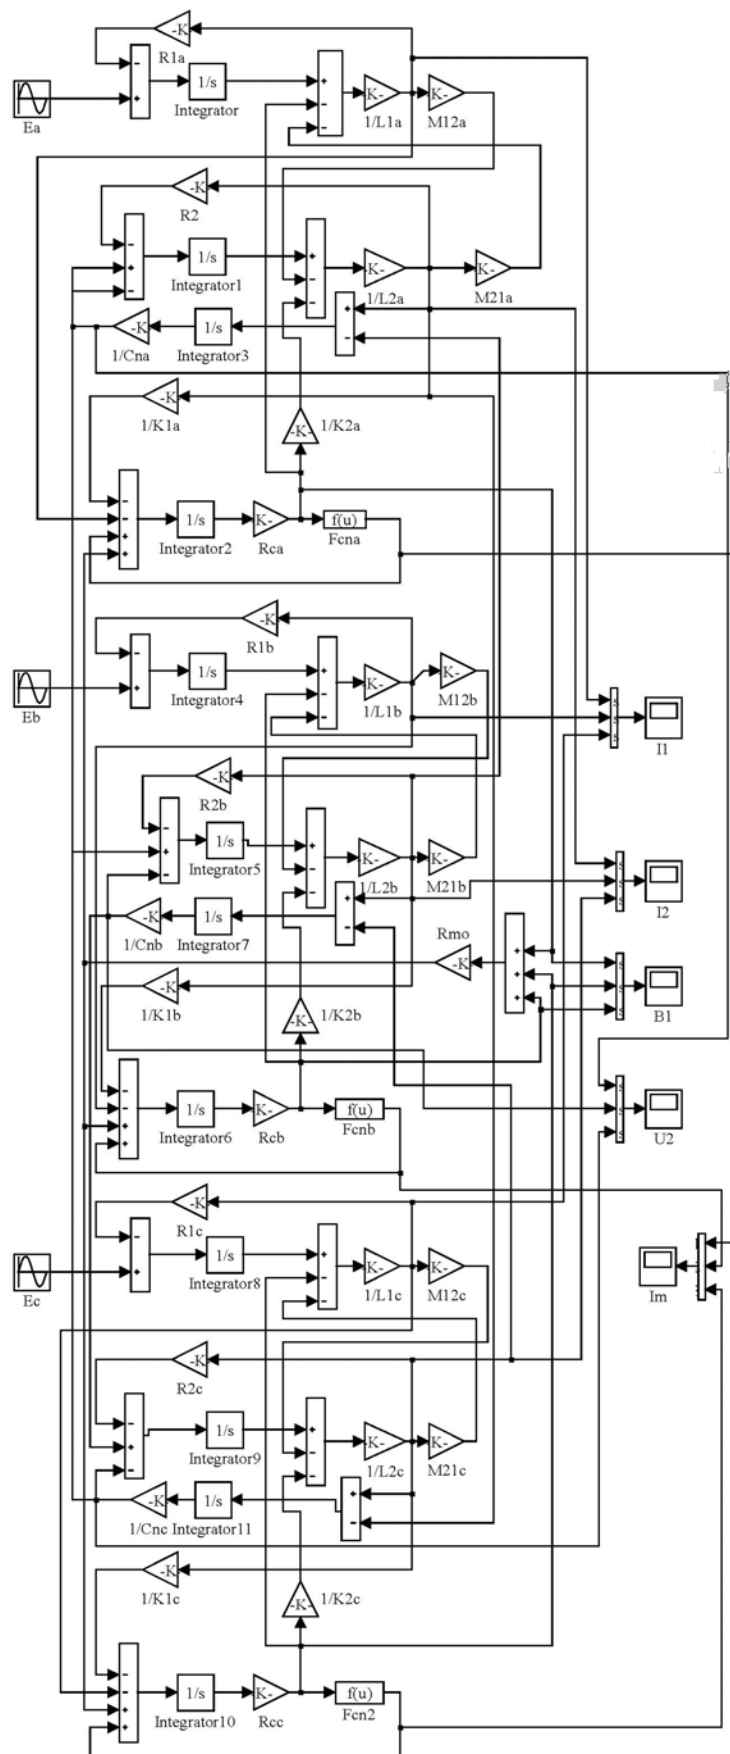 -K
R1a
Ea
1/s
Integrator
K-
1/L1a
K-
M12a
-K
R2
1/s
Integrator1
K-
1/L2a
K-
M21a
-K
1/Cna
1/s
Integrator3
-K
1/K1a
-K-
1/K2a
1/s
Integrator2
K-
Rca
f(u)
Fcna
-K
R1b
Eb
1/s
Integrator4
K-
1/L1b
K-
M12b
I1
-K
R2b
1/s
Integrator5
K-
1/L2b
K-
M21b
I2
-K
1/Cnb
1/s
Integrator7
Rmo
-K
B1
-K
1/K1b
-K-
1/K2b
1/s
Integrator6
K-
Rcb
f(u)
Fcnb
U2
-K
R1c
Ec
1/s
Integrator8
K-
1/L1c
K-
M12c
Im
-K
R2c
1/s
Integrator9
K-
1/L2c
K-
M21c
-K
1/Cnc
1/s
Integrator11
-K
1/K1c
-K-
1/K2c
1/s
Integrator10
K-
Rcc
f(u)
Fcn2